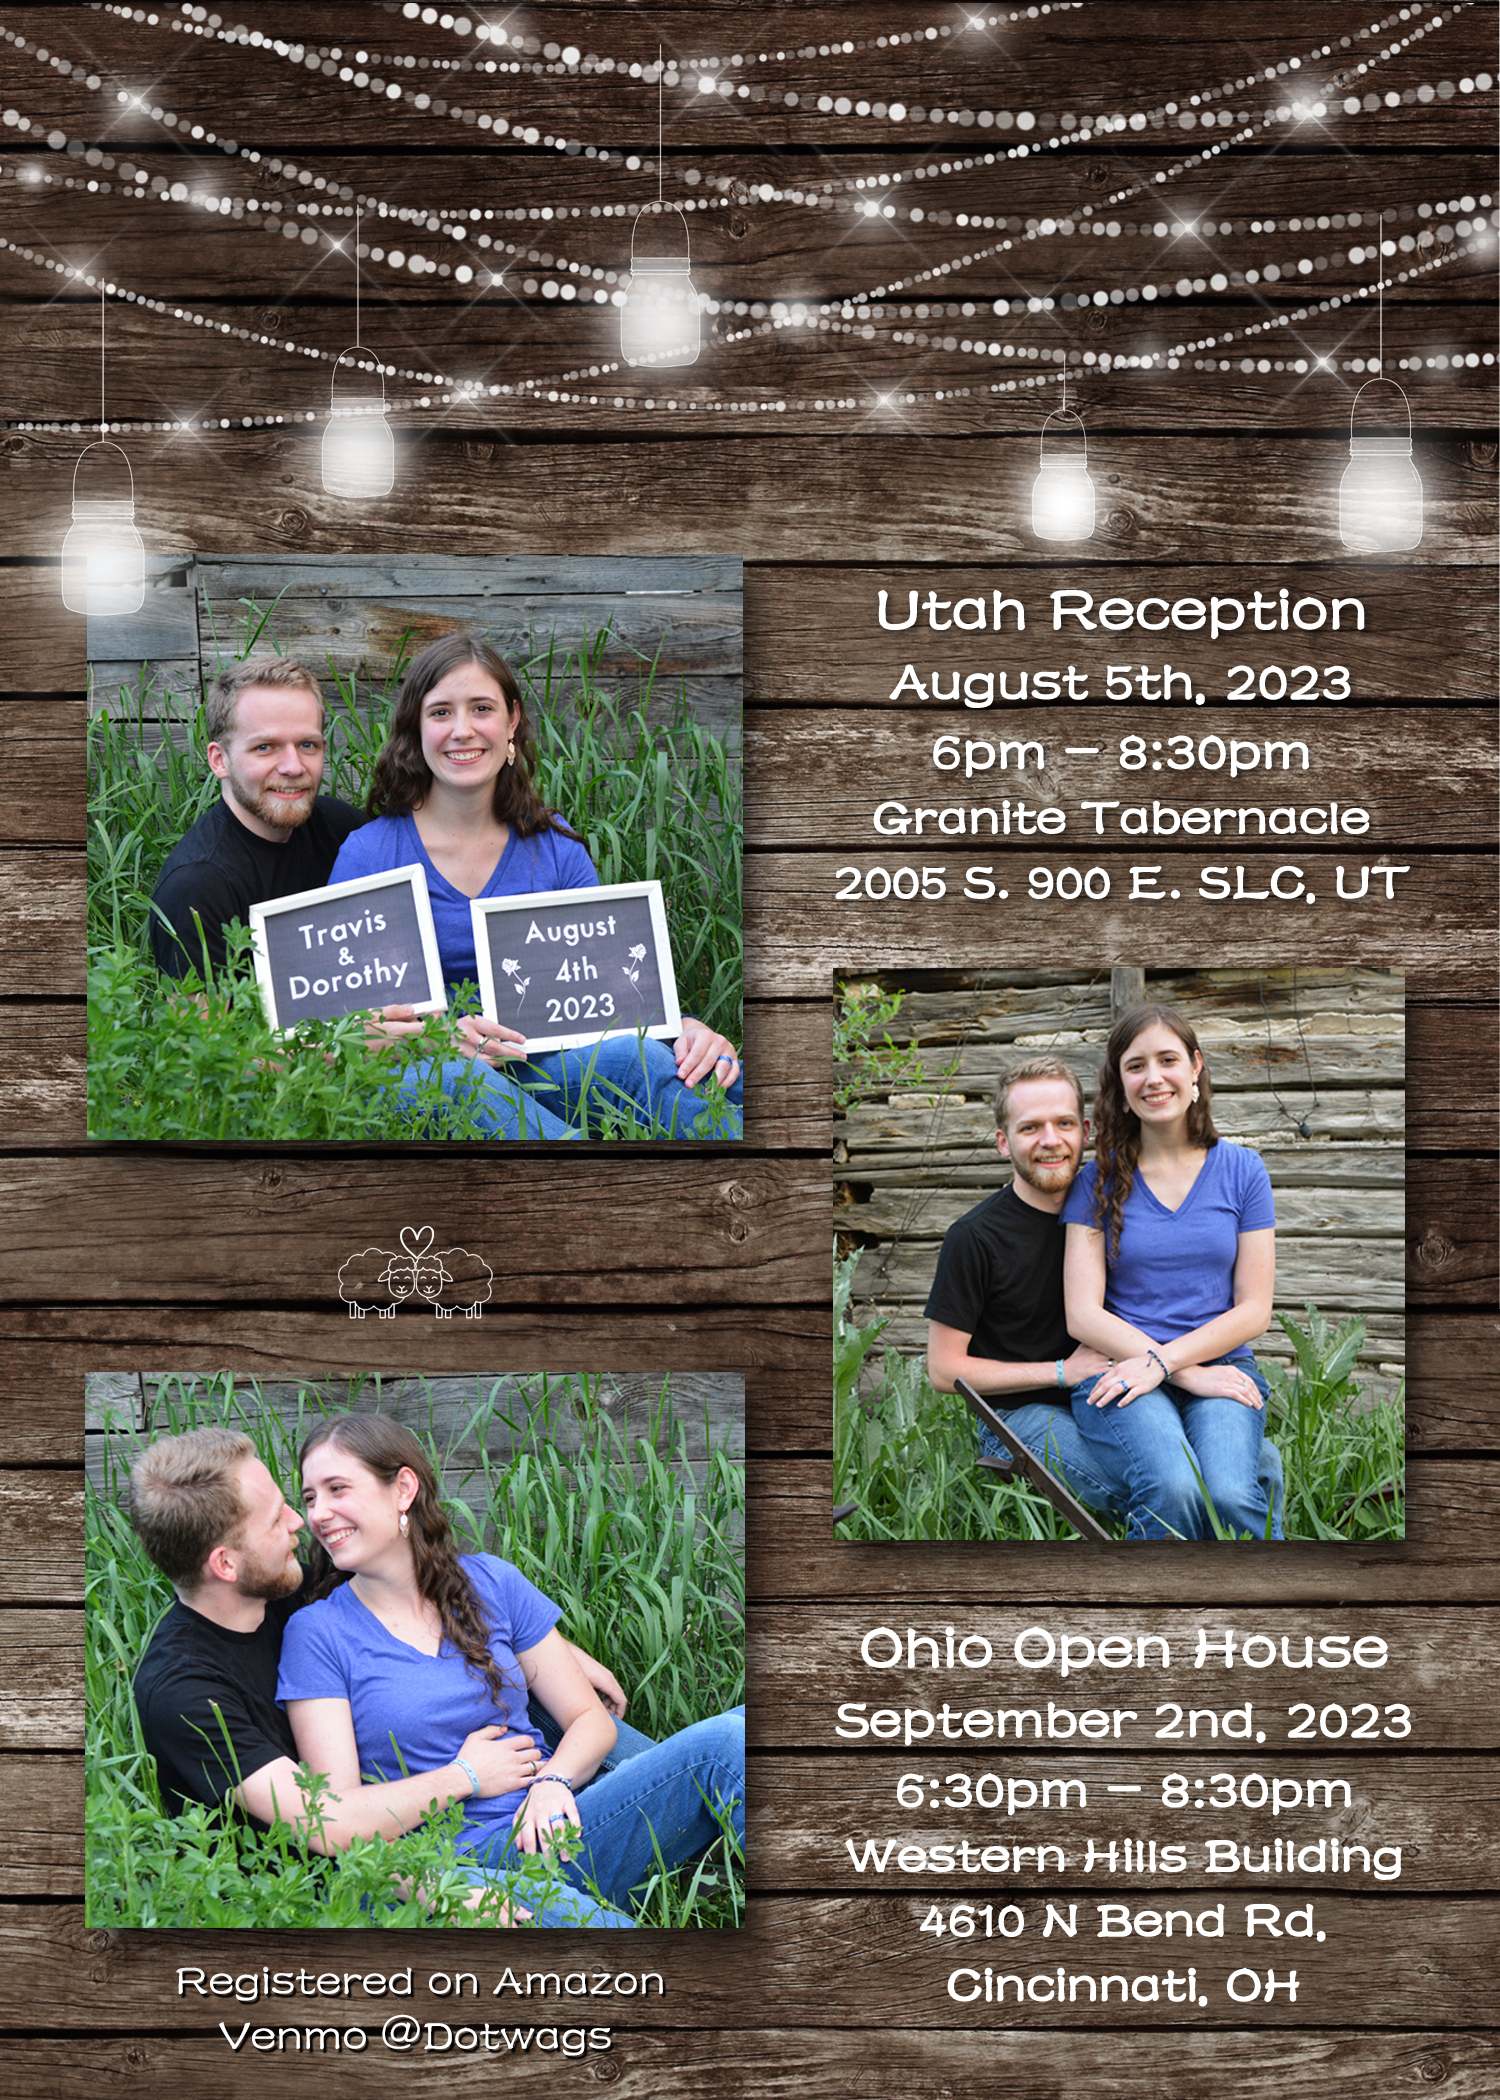 Utah Reception
August 5th, 2023
6pm – 8:30pm
Granite Tabernacle
2005 S. 900 E. SLC, UT
Travis
&
Dorothy
August
4th
2023
Ohio Open House
September 2nd, 2023
6:30pm – 8:30pm
Western Hills Building
4610 N Bend Rd,
Cincinnati, OH
Registered on Amazon
Venmo @Dotwags